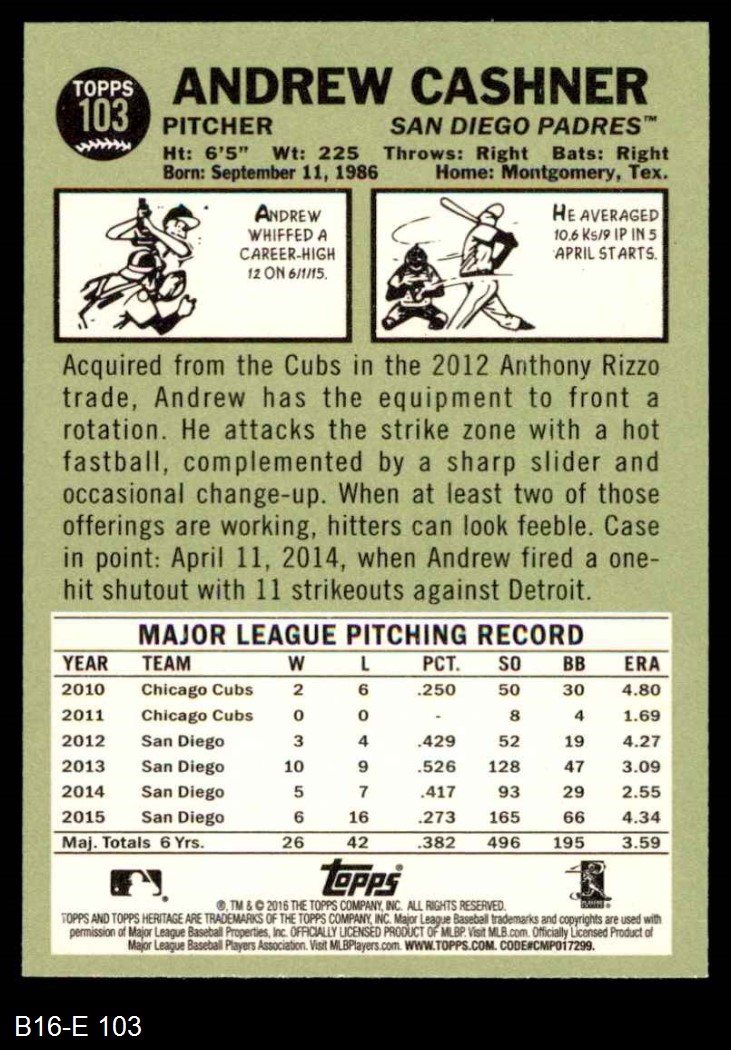 TOPPS
103
ANDREW CASHNER
PITCHER SAN DIEGO PADRES™
Ht: 6'5" Wt: 225 Throws: Right Bats: Right
Born: September 11, 1986 Home: Montgomery, Tex.
ANDREW
WHIFFED A
CAREER-HIGH
12 ON 6/1/15.
HE AVERAGED
10.6 Ks/9 IP IN 5
APRIL STARTS.
Acquired from the Cubs in the 2012 Anthony Rizzo
trade, Andrew has the equipment to front a
rotation. He attacks the strike zone with a hot
fastball, complemented by a sharp slider and
occasional change-up. When at least two of those
offerings are working, hitters can look feeble. Case
in point: April 11, 2014, when Andrew fired a one-
hit shutout with 11 strikeouts against Detroit.
MAJOR LEAGUE PITCHING RECORD
YEAR TEAM W L PCT. SO BB ERA
2010 Chicago Cubs 2 6 .250 50 30 4.80
2011 Chicago Cubs 0 0 - 8 4 1.69
2012 San Diego 3 4 .429 52 19 4.27
2013 San Diego 10 9 .526 128 47 3.09
2014 San Diego 5 7 .417 93 29 2.55
2015 San Diego 6 16 .273 165 66 4.34
Maj. Totals 6 Yrs. 26 42 .382 496 195 3.59
topps®
®, TM & © 2016 THE TOPPS COMPANY, INC. ALL RIGHTS RESERVED.
TOPPS AND TOPPS HERITAGE ARE TRADEMARKS OF THE TOPPS COMPANY, INC. Major League Baseball trademarks and copyrights are used with
permission of Major League Baseball Properties, Inc. OFFICIALLY LICENSED PRODUCT OF MLBP. Visit MLB.com. Officially Licensed Product of
Major League Baseball Players Association. Visit MLBPlayers.com. WWW.TOPPS.COM. CODE#CMP017299.
B16-E 103